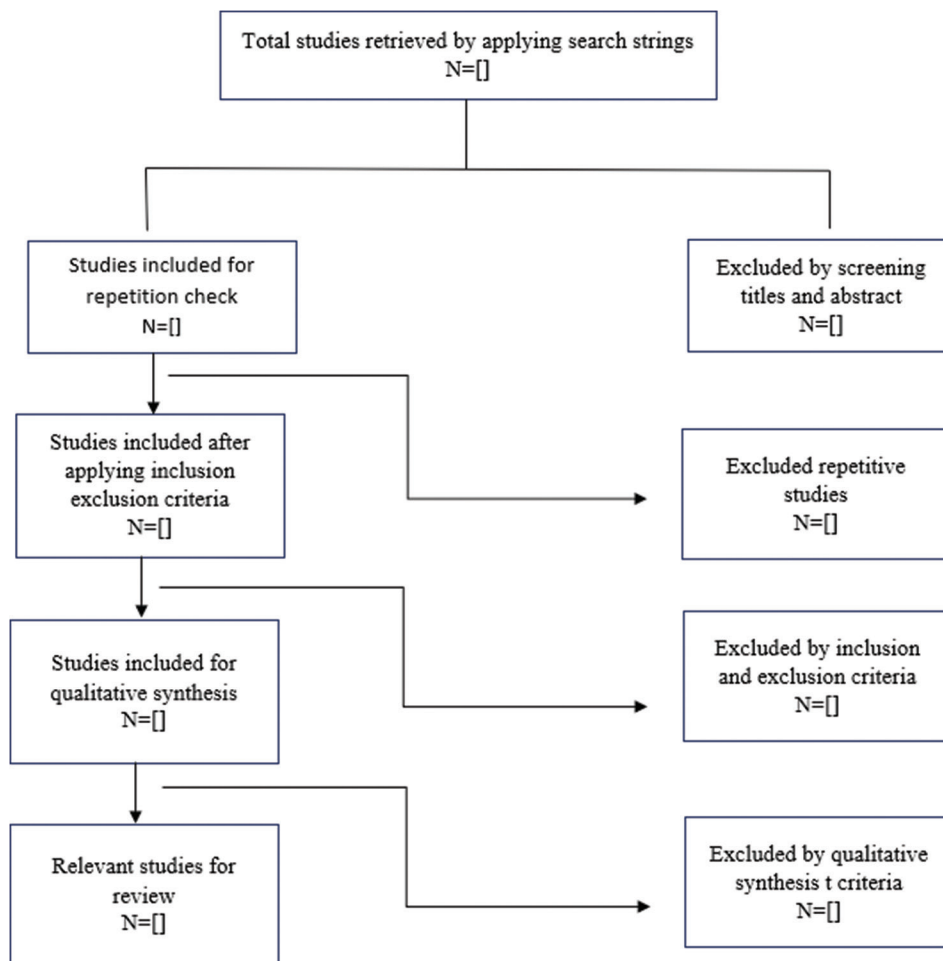 Total studies retrieved by applying search strings
N=[]
Studies included for
repetition check
N=[]
Excluded by screening
titles and abstract
N=[]
Studies included after
applying inclusion
exclusion criteria
N=[]
Excluded repetitive
studies
N=[]
Studies included for
qualitative synthesis
N=[]
Excluded by inclusion
and exclusion criteria
N=[]
Relevant studies for
review
N=[]
Excluded by qualitative
synthesis t criteria
N=[]